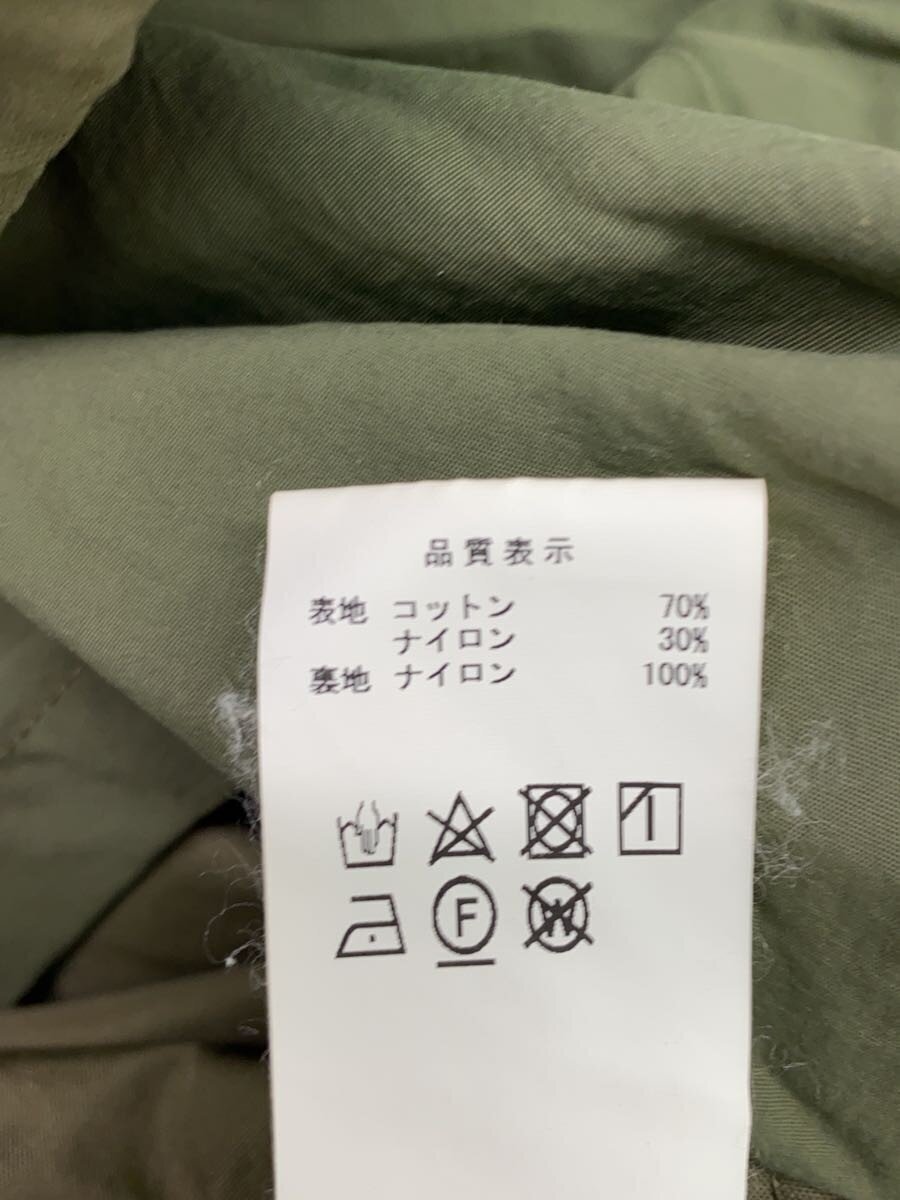 品質表示
表地 コットン 70%
ナイロン 30%
裏地 ナイロン 100%
F
W